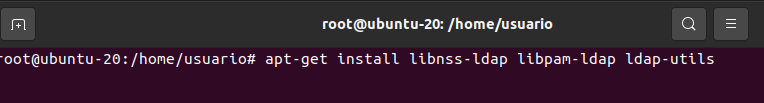 root@ubuntu-20: /home/usuario
root@ubuntu-20:/home/usuario# apt-get install libnss-ldap libpam-ldap ldap-utils